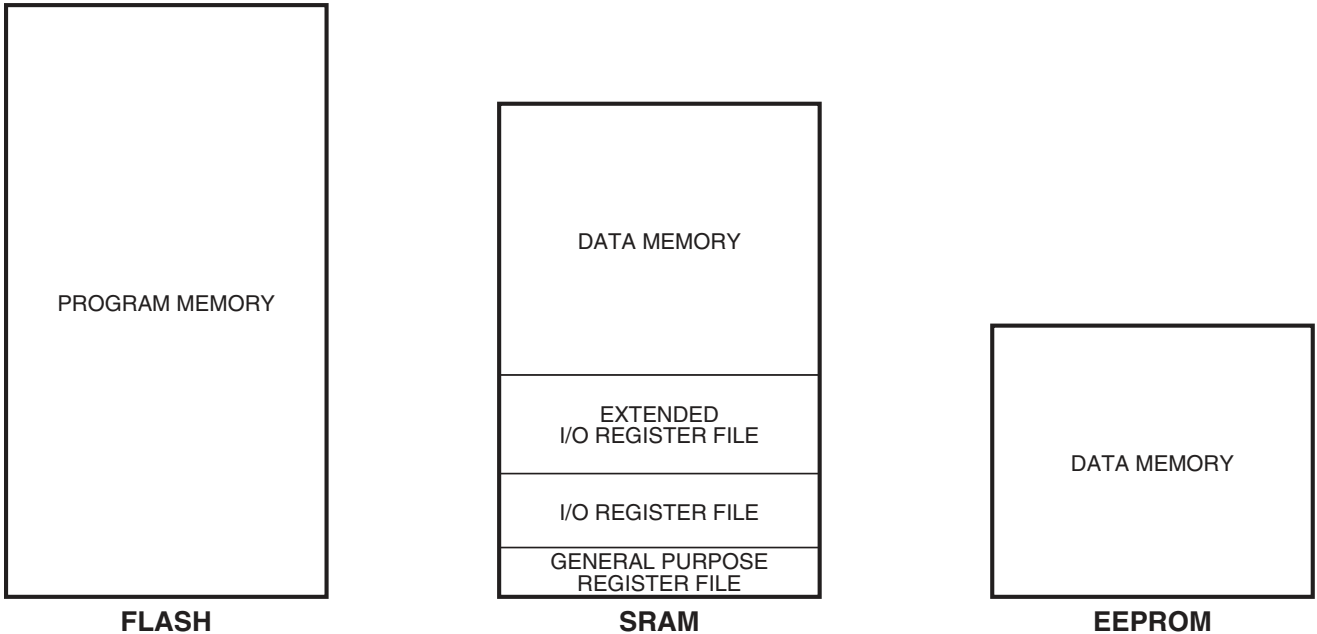 PROGRAM MEMORY
FLASH
DATA MEMORY
EXTENDED
I/O REGISTER FILE
I/O REGISTER FILE
GENERAL PURPOSE
REGISTER FILE
SRAM
DATA MEMORY
EEPROM